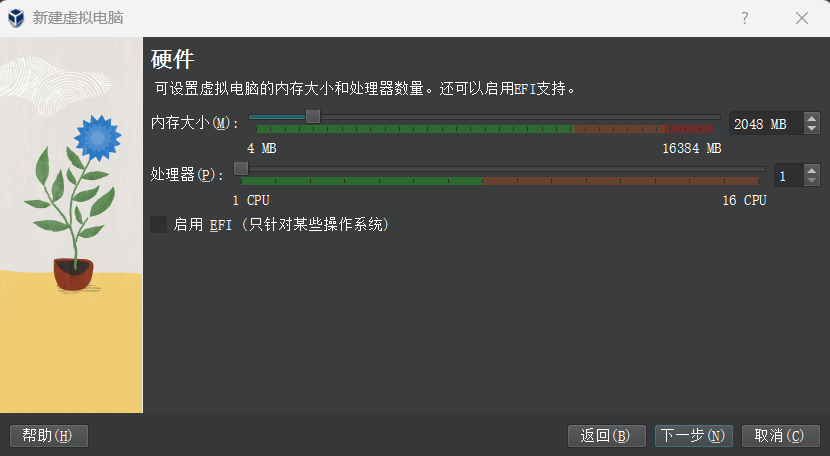 新建虚拟电脑
?
硬件
可设置虚拟电脑的内存大小和处理器数量。还可以启用EFI支持。
内存大小(M): 2048 MB
4 MB 16384 MB
处理器(P): 1
1 CPU 16 CPU
启用 EFI (只针对某些操作系统)
帮助(H) 返回(B) 下一步(N) 取消(C)